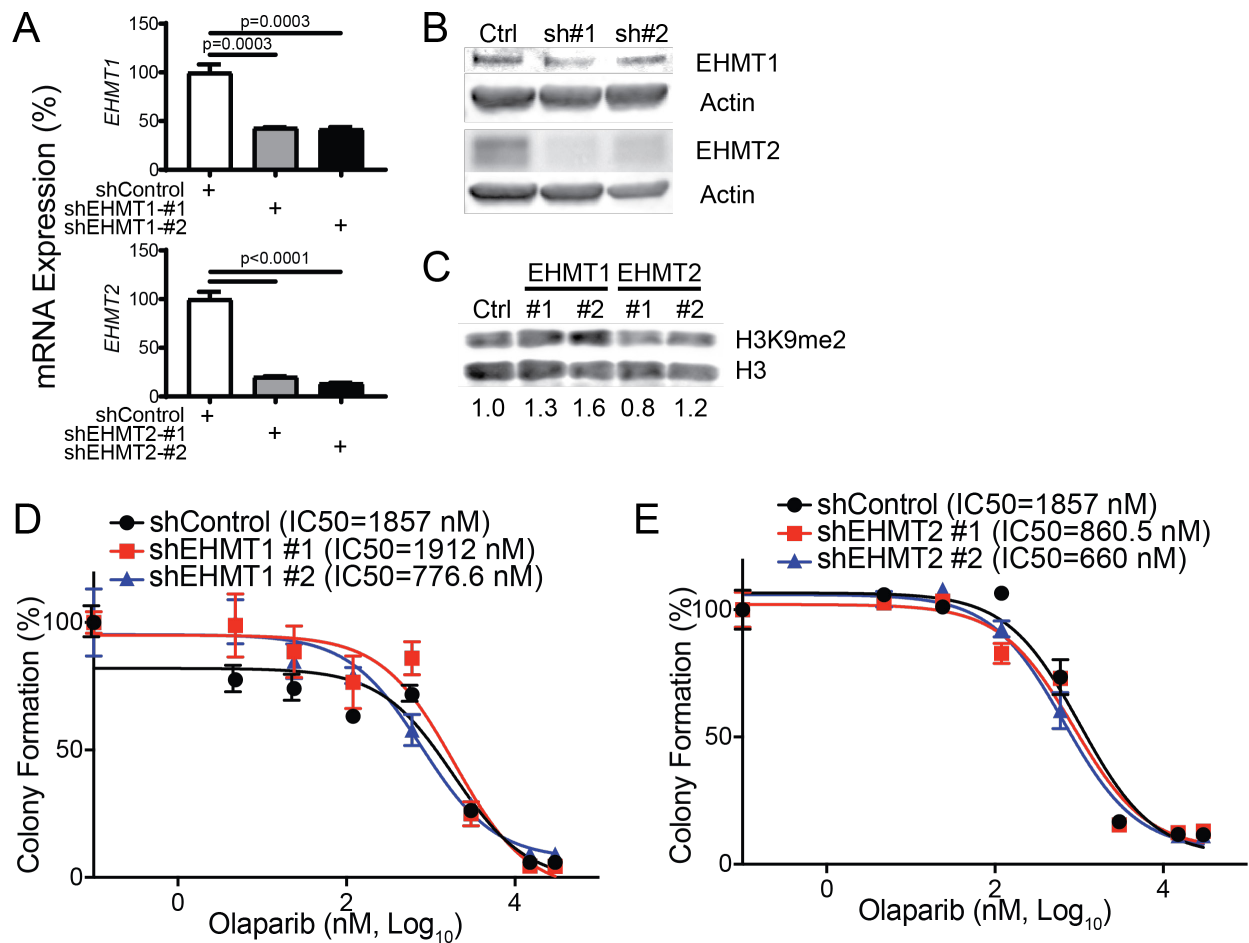 A
mRNA Expression (%)
EHMT1
150
100
50
0
p=0.0003
p=0.0003
shControl +
shEHMT1-#1 +
shEHMT1-#2 +
EHMT2
150
100
50
0
p<0.0001
shControl +
shEHMT2-#1 +
shEHMT2-#2 +
B
Ctrl sh#1 sh#2
EHMT1
Actin
EHMT2
Actin
C
EHMT1 EHMT2
Ctrl #1 #2 #1 #2
H3K9me2
H3
1.0 1.3 1.6 0.8 1.2
D
shControl (IC50=1857 nM)
shEHMT1 #1 (IC50=1912 nM)
shEHMT1 #2 (IC50=776.6 nM)
Colony Formation (%)
100
50
0
0 2 4
Olaparib (nM, Log10)
E
shControl (IC50=1857 nM)
shEHMT2 #1 (IC50=860.5 nM)
shEHMT2 #2 (IC50=660 nM)
Colony Formation (%)
100
50
0
0 2 4
Olaparib (nM, Log10)